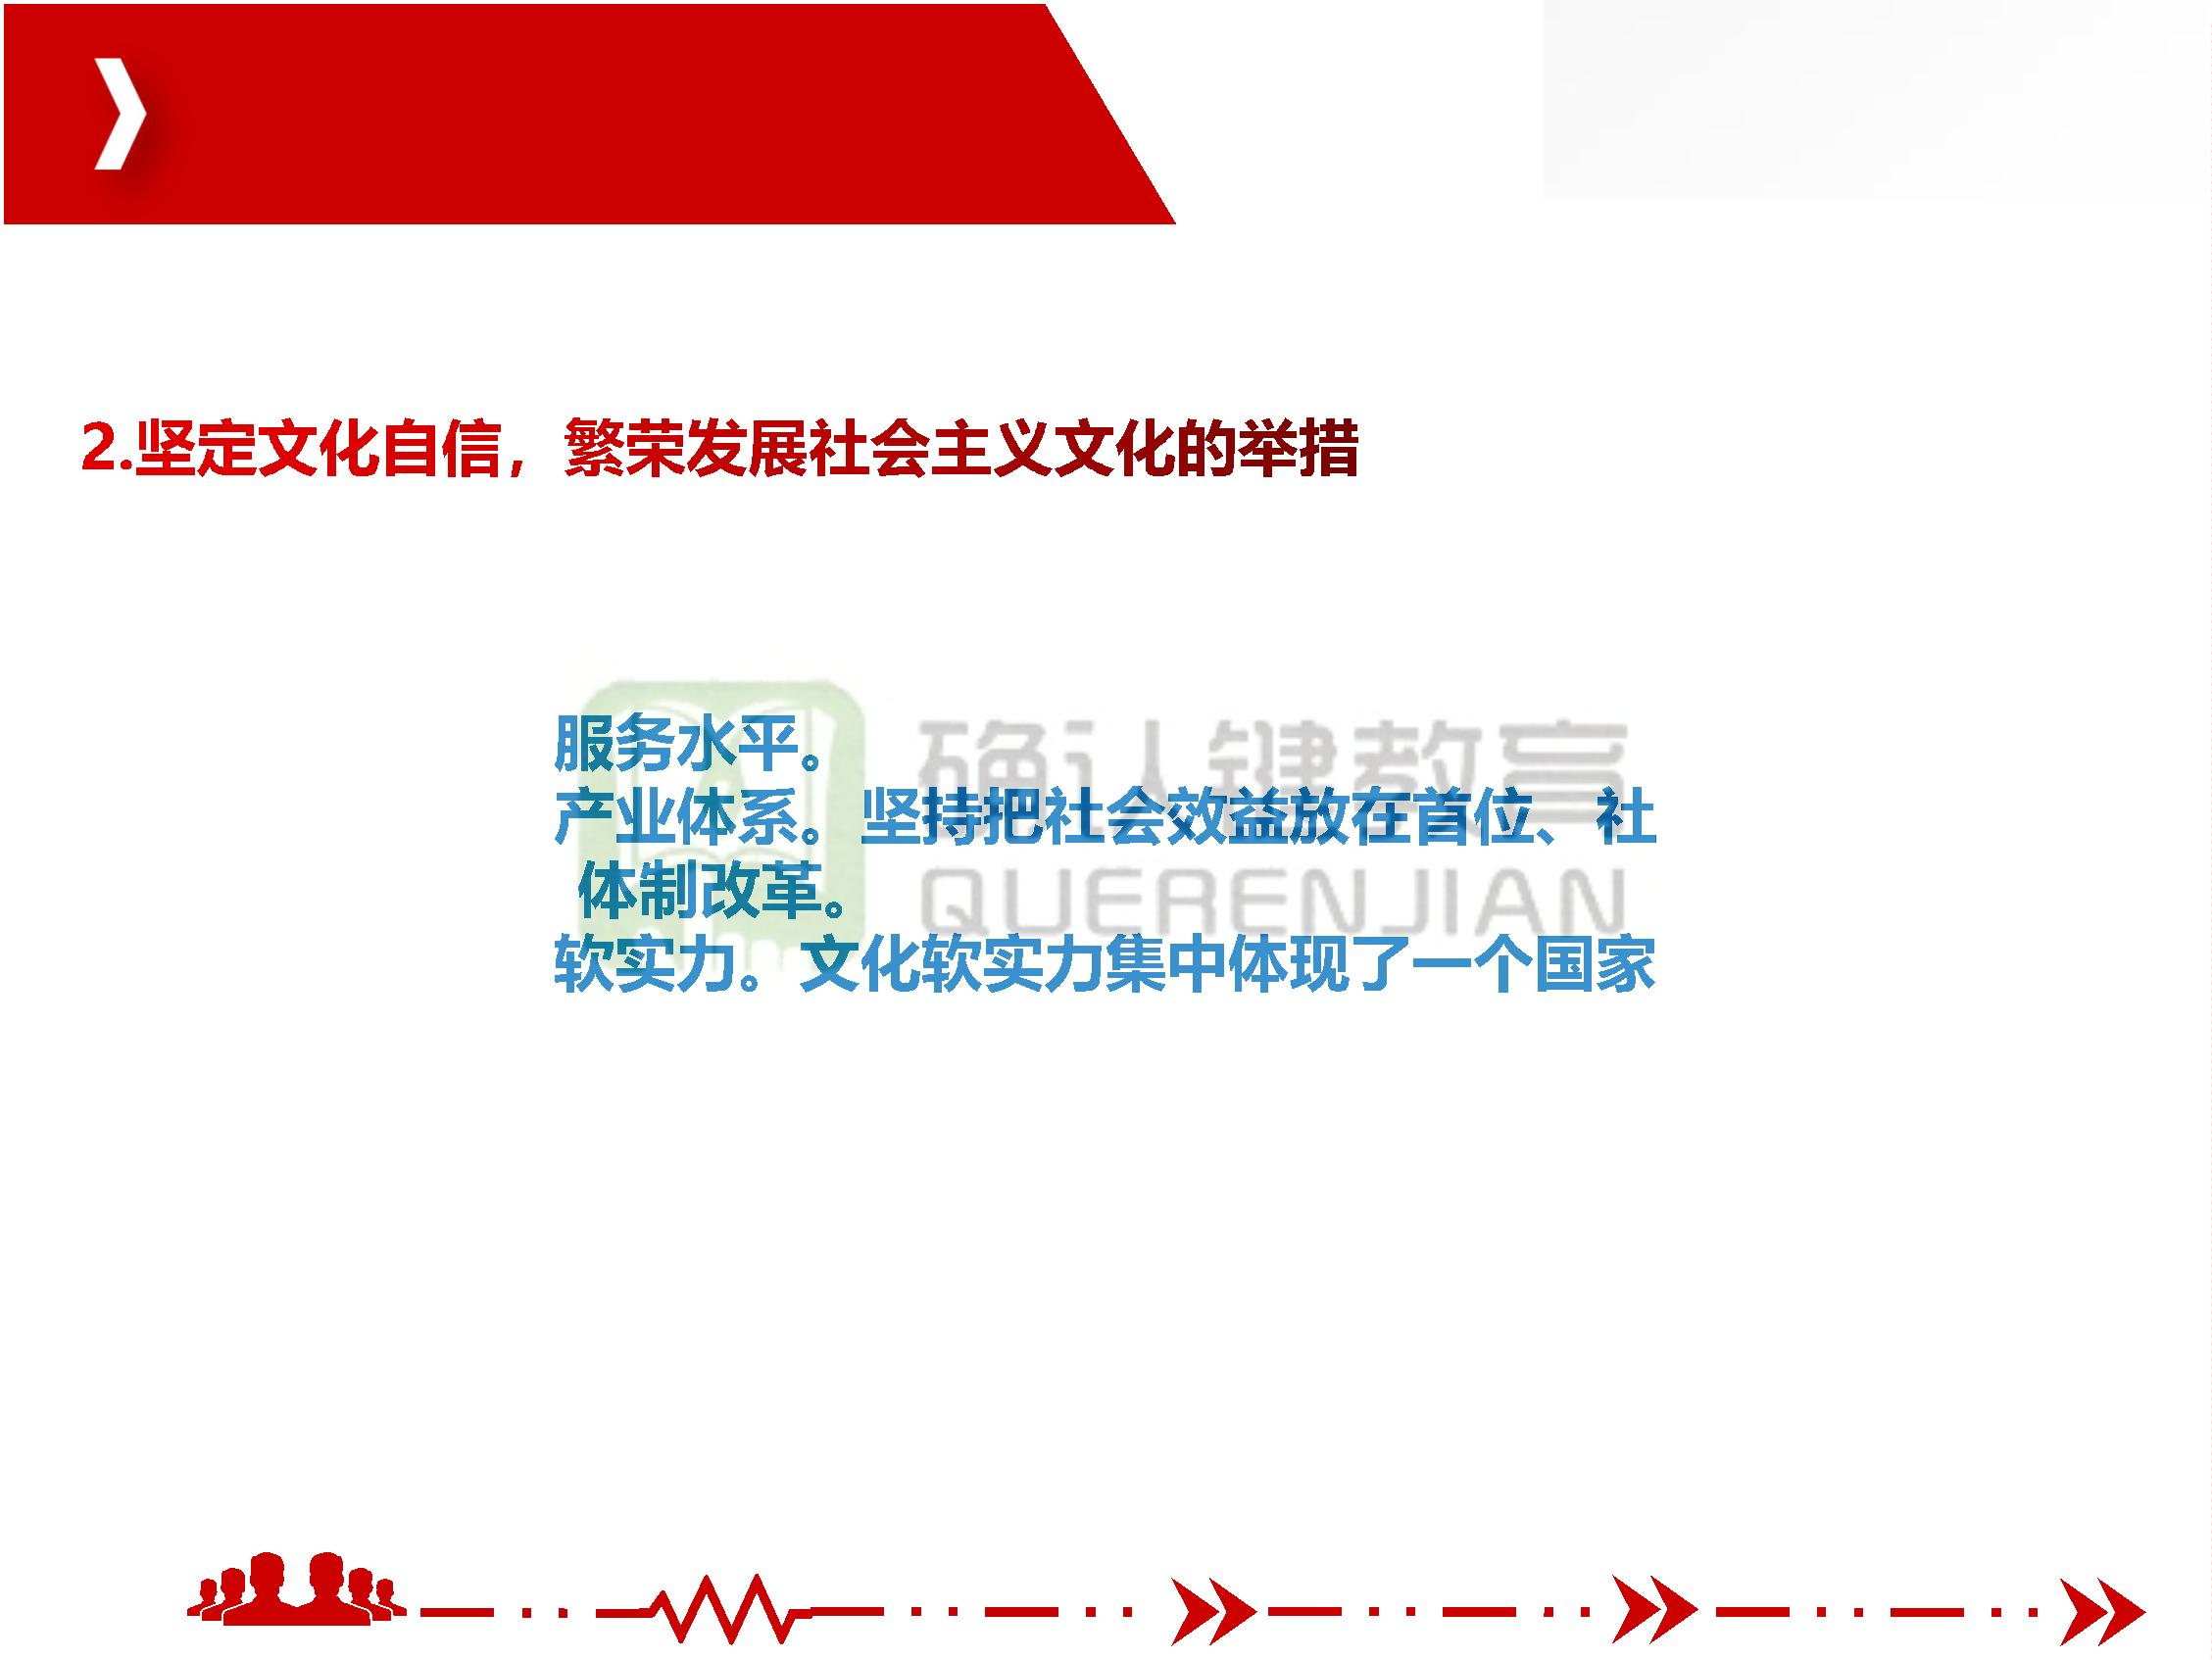 2.坚定文化自信，繁荣发展社会主义文化的举措
服务水平。
产业体系。坚持把社会效益放在首位、社
体制改革。
软实力。文化软实力集中体现了一个国家
确认键教育
QUERENJIAN